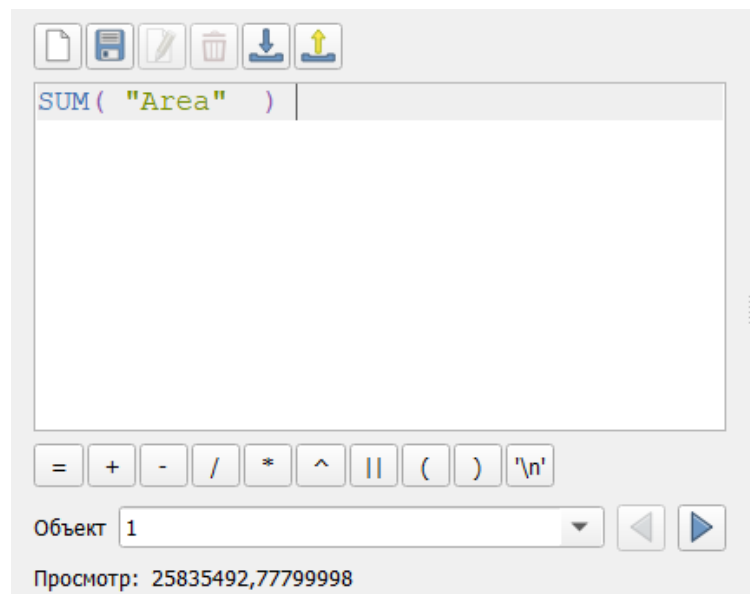 SUM( "Area"  )
= + - / * ^ || ( ) '\n'
Объект 1
Просмотр: 25835492,77799998